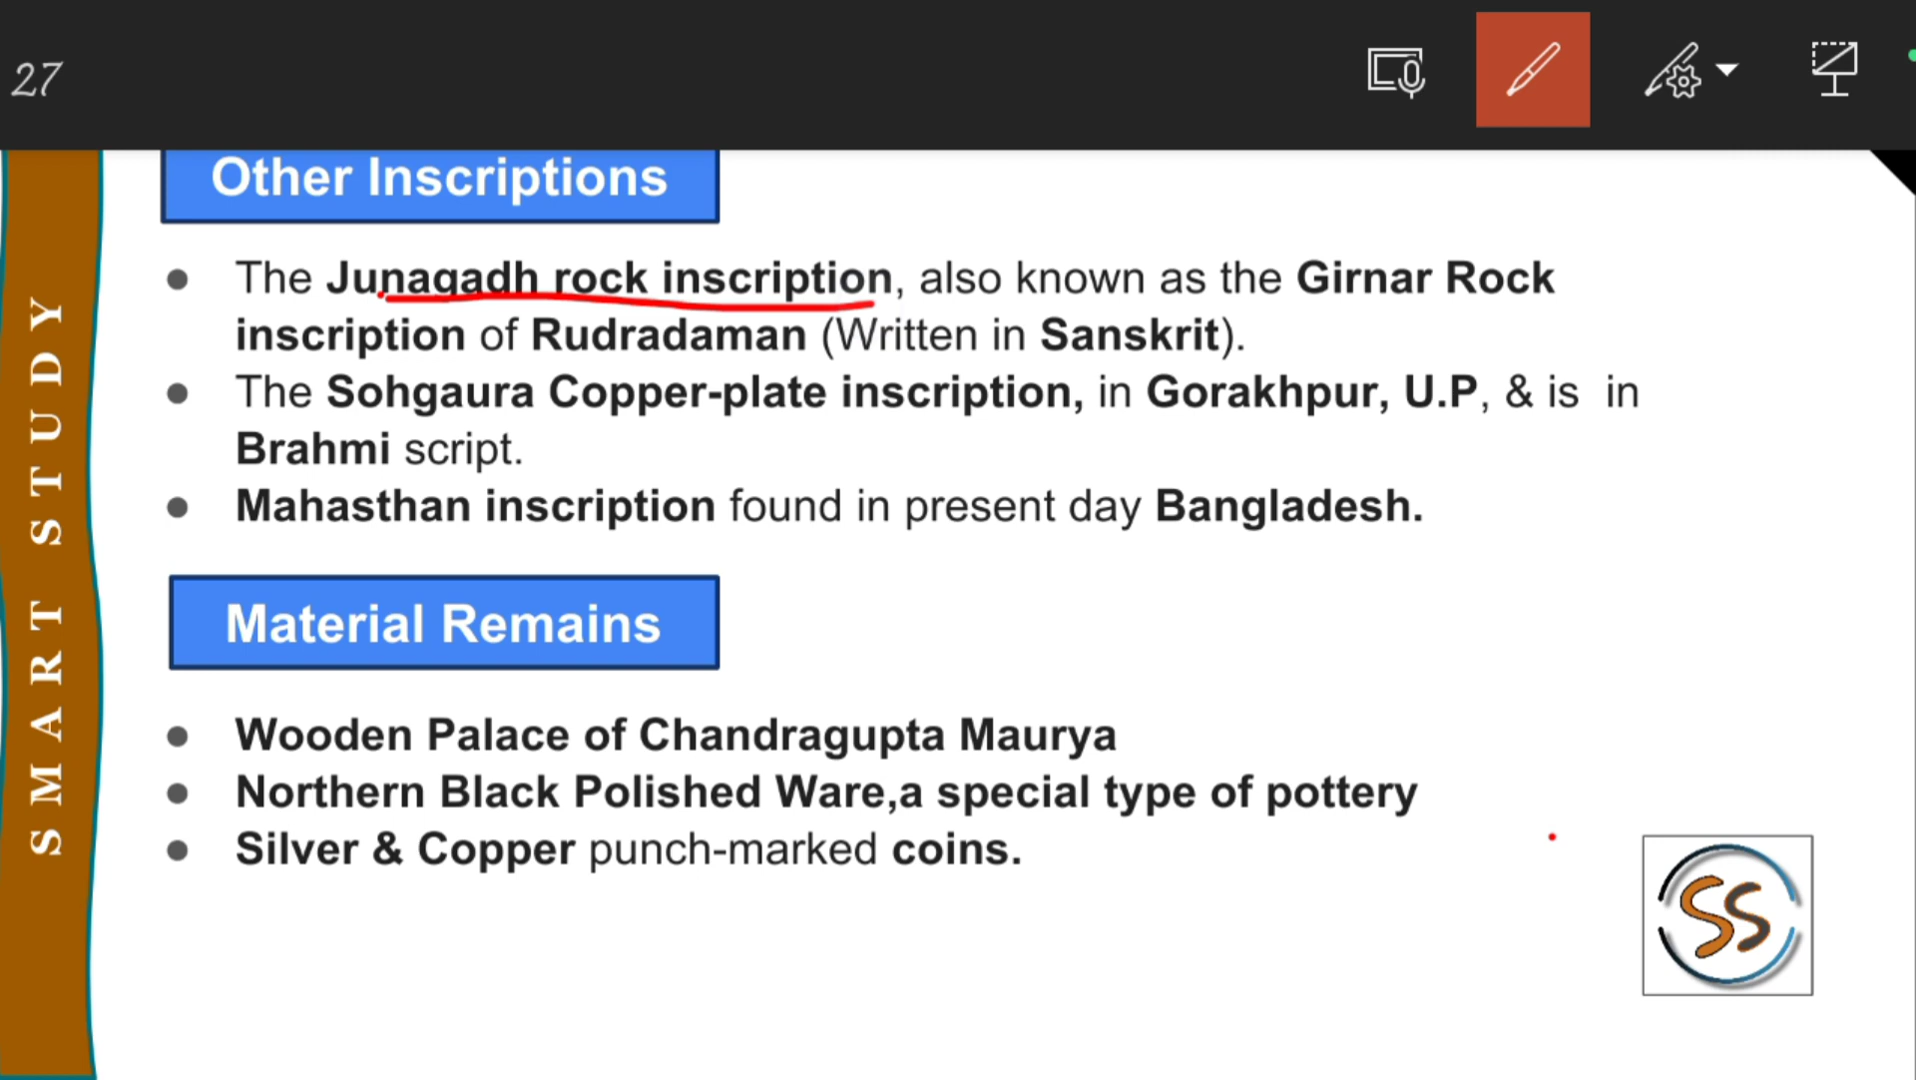 27
Other Inscriptions
The Junagadh rock inscription, also known as the Girnar Rock
inscription of Rudradaman (Written in Sanskrit).
The Sohgaura Copper-plate inscription, in Gorakhpur, U.P, & is in
Brahmi script.
Mahasthan inscription found in present day Bangladesh.
Material Remains
Wooden Palace of Chandragupta Maurya
Northern Black Polished Ware,a special type of pottery
Silver & Copper punch-marked coins.
SMART STUDY
SS